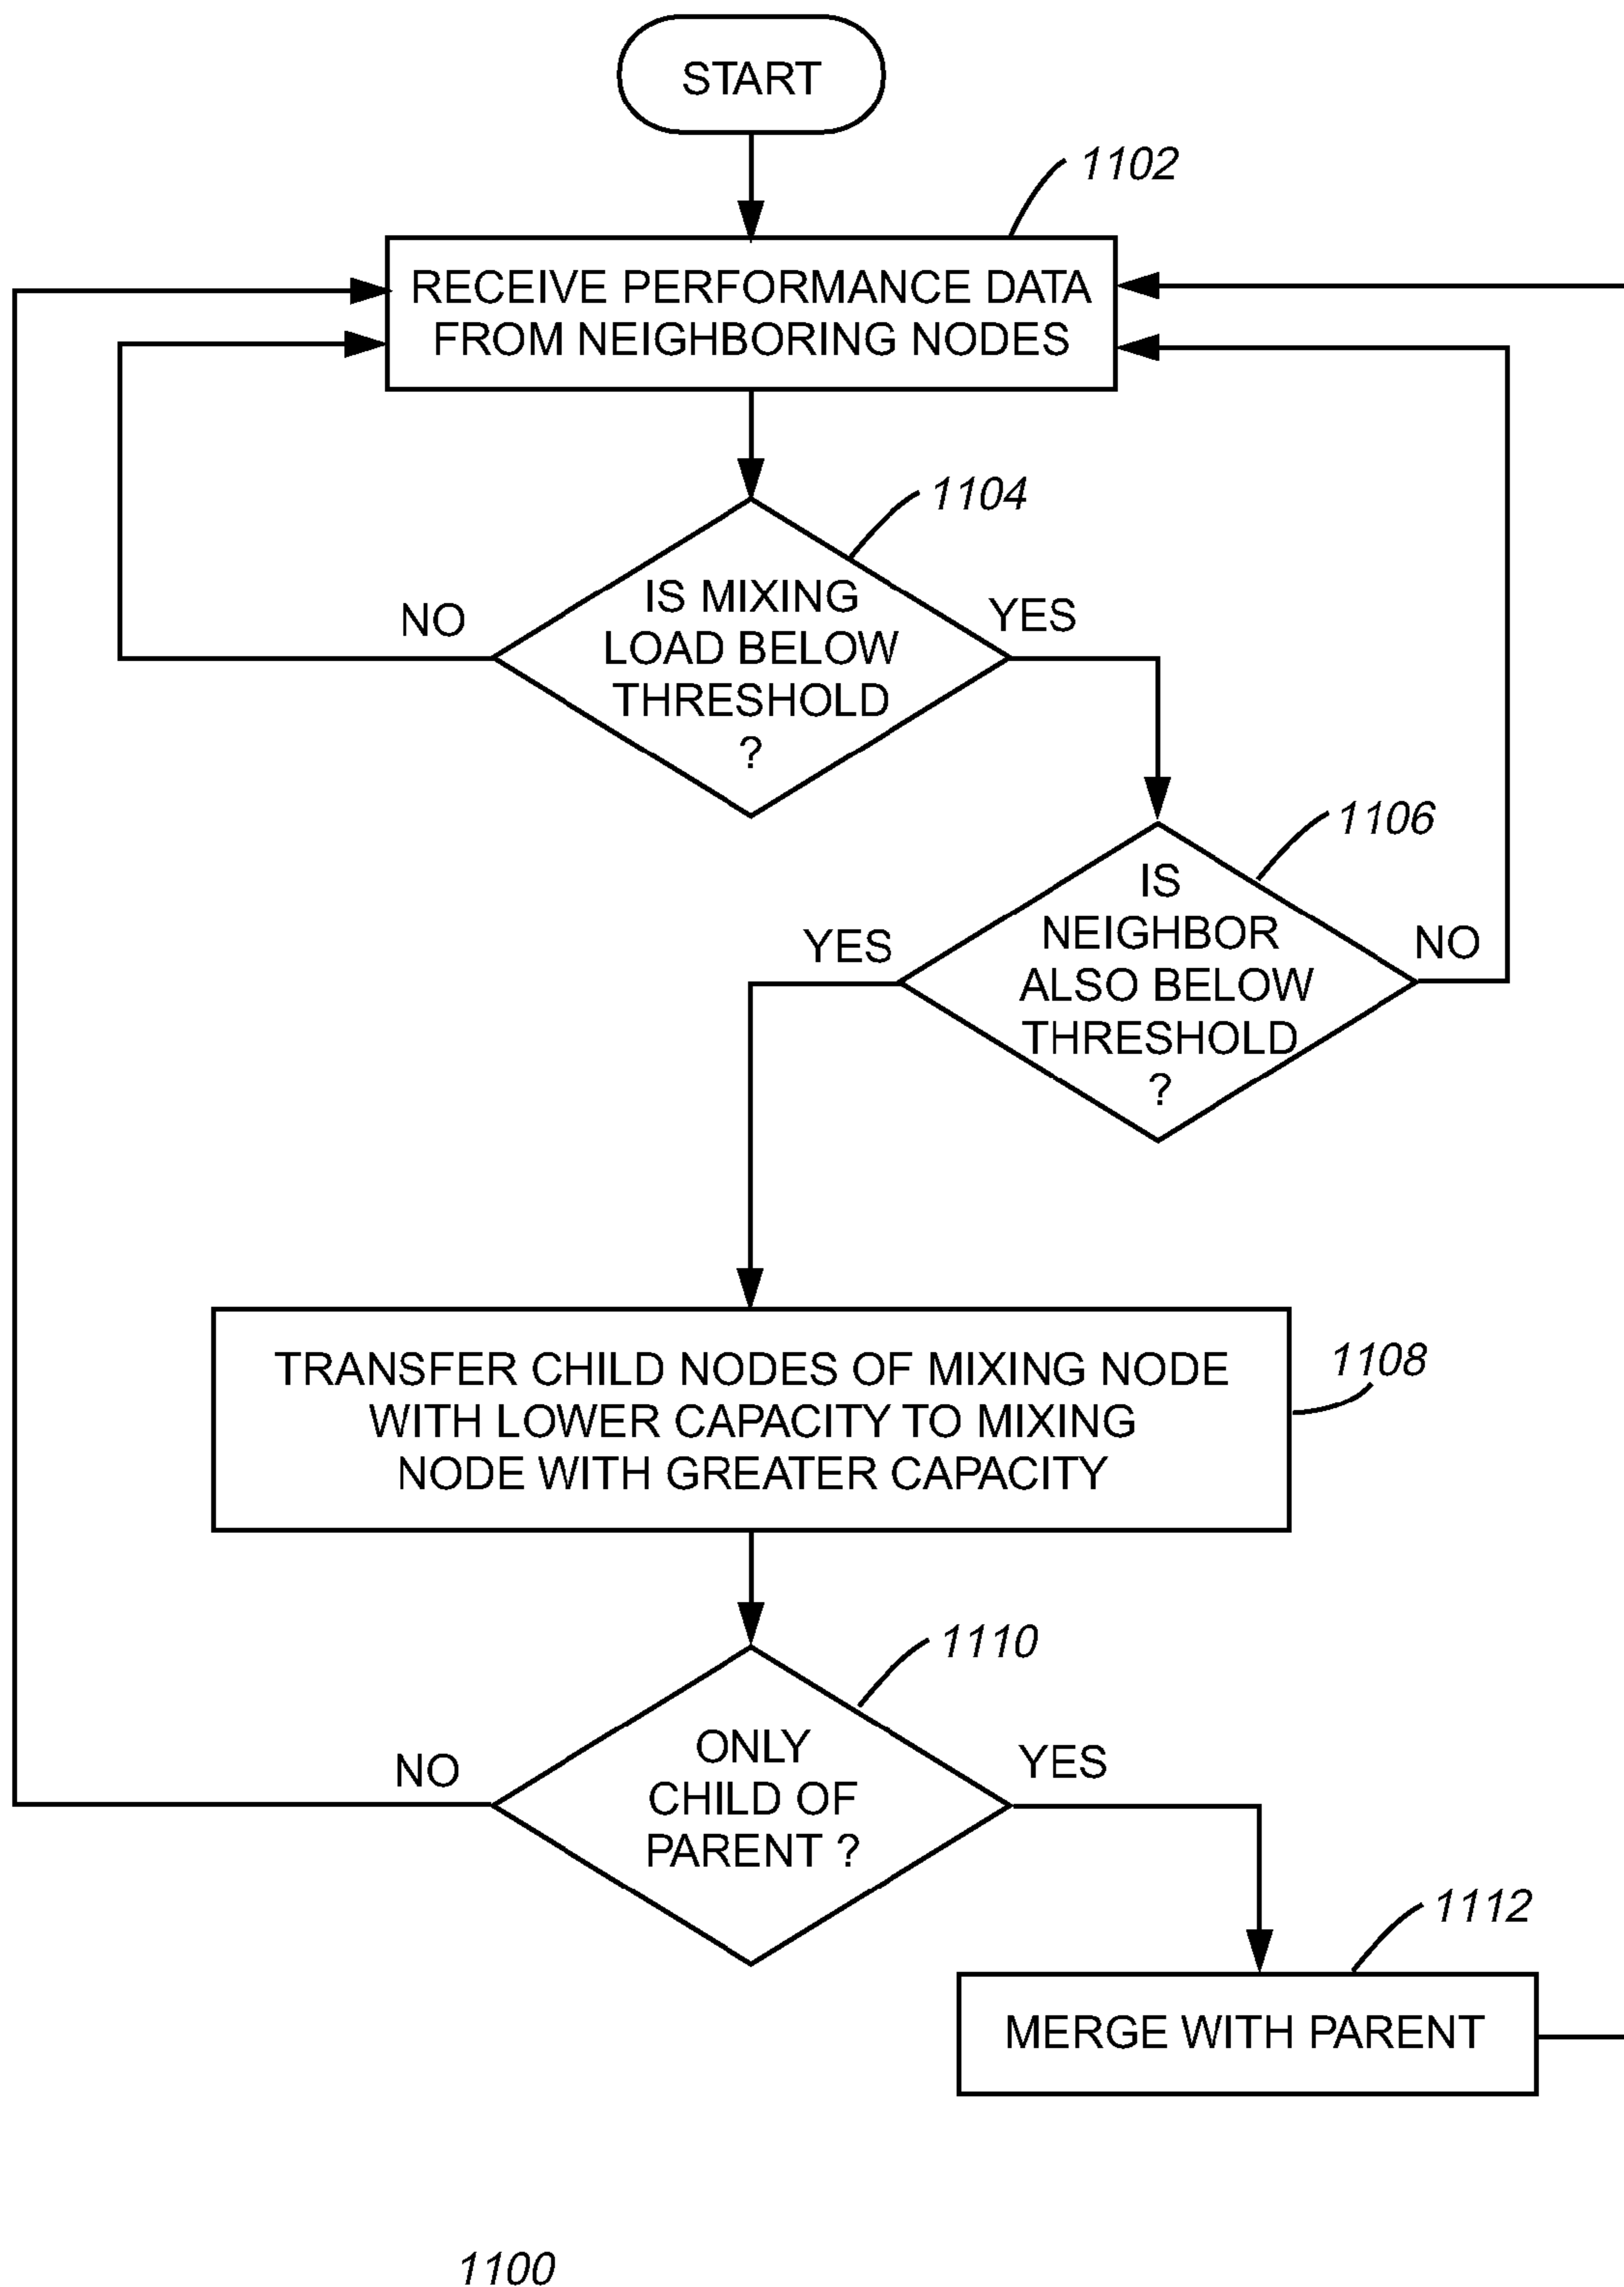 START
1102
RECEIVE PERFORMANCE DATA
FROM NEIGHBORING NODES
1104
IS MIXING
LOAD BELOW
THRESHOLD
?
NO
YES
1106
IS
NEIGHBOR
ALSO BELOW
THRESHOLD
?
YES
NO
TRANSFER CHILD NODES OF MIXING NODE
WITH LOWER CAPACITY TO MIXING
NODE WITH GREATER CAPACITY
1108
1110
ONLY
CHILD OF
PARENT ?
NO
YES
1112
MERGE WITH PARENT
1100